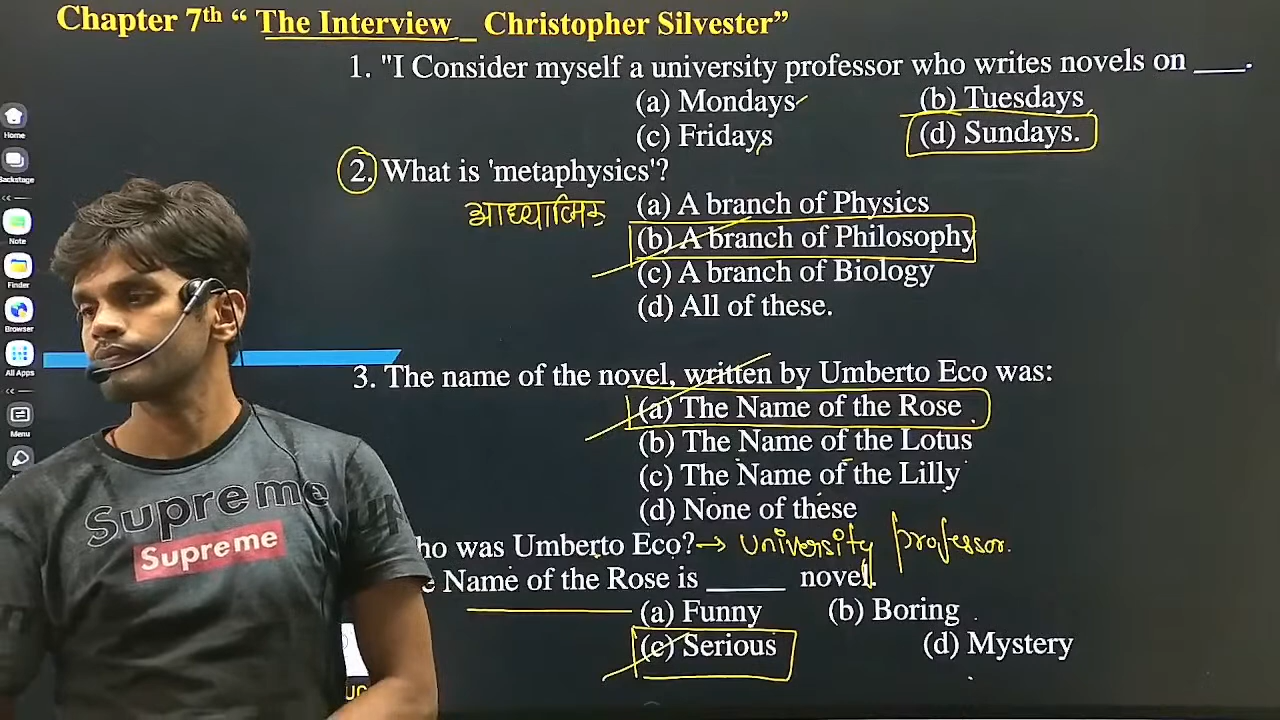 Chapter 7th “ The Interview _ Christopher Silvester”
1. "I Consider myself a university professor who writes novels on ____.
(a) Mondays (b) Tuesdays
(c) Fridays (d) Sundays.
2. What is 'metaphysics'?
आध्यात्मिक (a) A branch of Physics
(b) A branch of Philosophy
(c) A branch of Biology
(d) All of these.
3. The name of the novel, written by Umberto Eco was:
(a) The Name of the Rose
(b) The Name of the Lotus
(c) The Name of the Lilly
(d) None of these
ho was Umberto Eco? → University professor.
e Name of the Rose is ______ novel.
(a) Funny (b) Boring
(c) Serious (d) Mystery
Home
Backstage
Note
Finder
Browser
All Apps
Menu
Supreme
Supreme